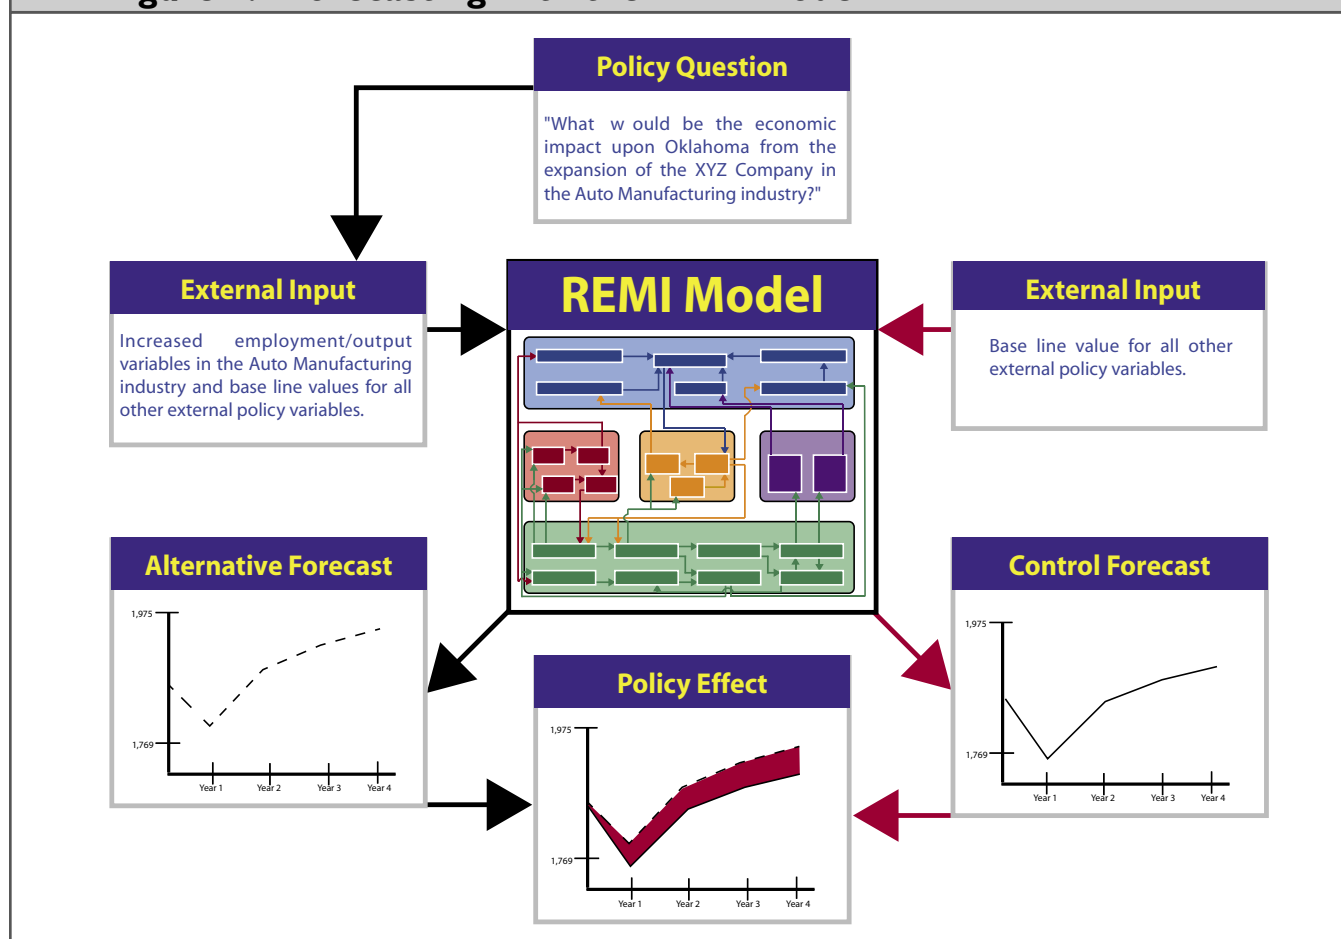 Policy Question
"What w ould be the economic
impact upon Oklahoma from the
expansion of the XYZ Company in
the Auto Manufacturing industry?"
External Input
Increased employment/output
variables in the Auto Manufacturing
industry and base line values for all
other external policy variables.
REMI Model
External Input
Base line value for all other
external policy variables.
Alternative Forecast
1,975
1,769
Year 1 Year 2 Year 3 Year 4
Policy Effect
1,975
1,769
Year 1 Year 2 Year 3 Year 4
Control Forecast
1,975
1,769
Year 1 Year 2 Year 3 Year 4